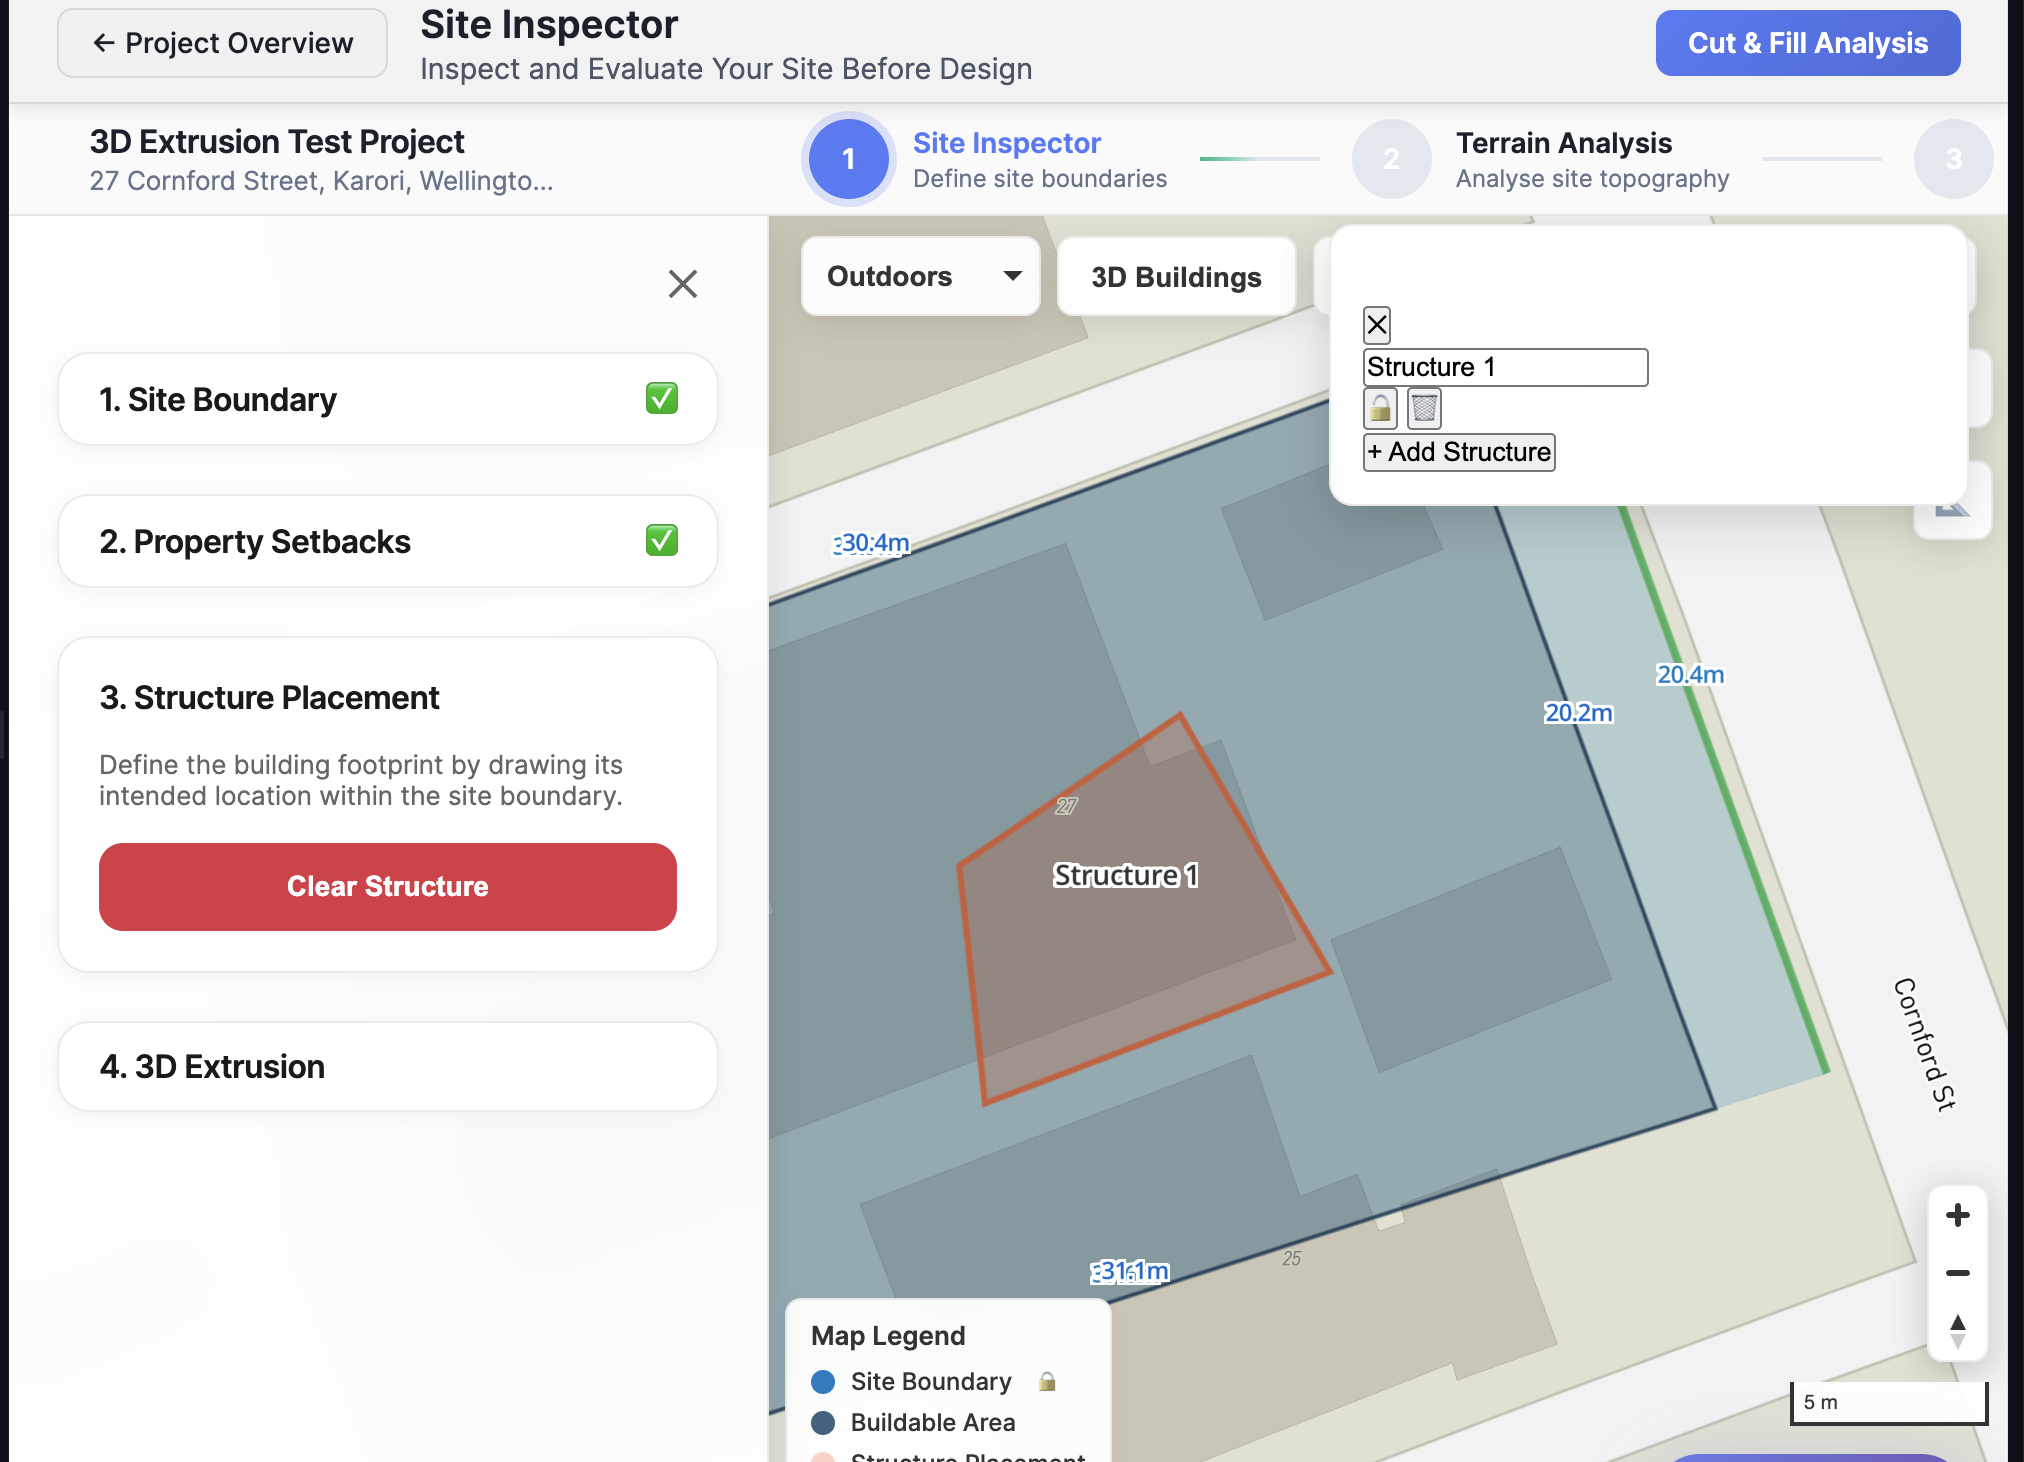 ← Project Overview
Site Inspector
Inspect and Evaluate Your Site Before Design
Cut & Fill Analysis
3D Extrusion Test Project
27 Cornford Street, Karori, Wellingto...
1
Site Inspector
Define site boundaries
2
Terrain Analysis
Analyse site topography
3
1. Site Boundary
2. Property Setbacks
3. Structure Placement
Define the building footprint by drawing its
intended location within the site boundary.
Clear Structure
4. 3D Extrusion
Outdoors
3D Buildings
Structure 1
+ Add Structure
30.4m
20.4m
20.2m
27
Structure 1
Cornford St
31.1m
25
Map Legend
Site Boundary
Buildable Area
Structure Placement
5 m